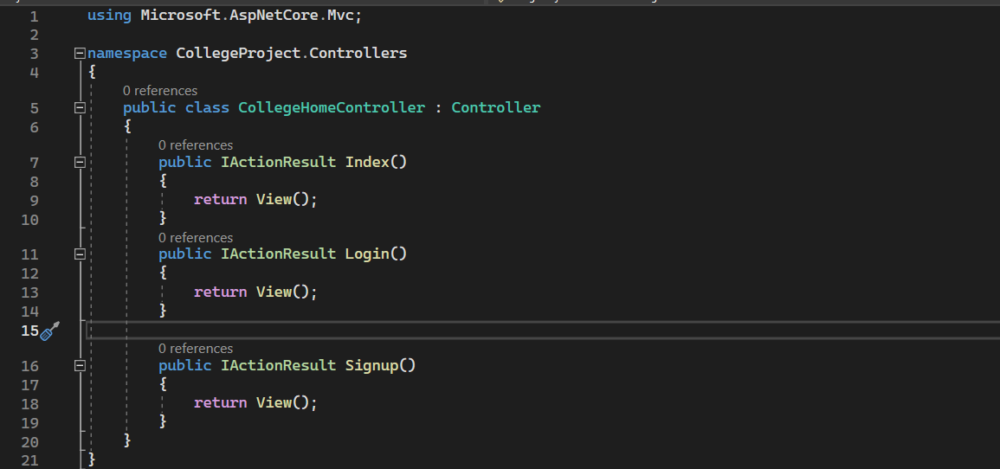 1 using Microsoft.AspNetCore.Mvc;
2
3 namespace CollegeProject.Controllers
4 {
0 references
5 public class CollegeHomeController : Controller
6 {
0 references
7 public IActionResult Index()
8 {
9 return View();
10 }
0 references
11 public IActionResult Login()
12 {
13 return View();
14 }
15
0 references
16 public IActionResult Signup()
17 {
18 return View();
19 }
20 }
21 }